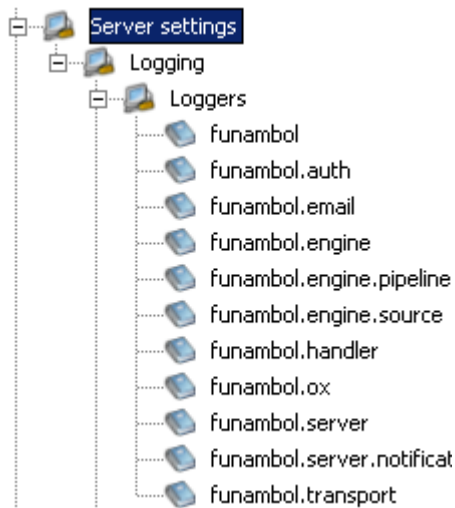 Server settings
Logging
Loggers
funambol
funambol.auth
funambol.email
funambol.engine
funambol.engine.pipeline
funambol.engine.source
funambol.handler
funambol.ox
funambol.server
funambol.server.notificat
funambol.transport